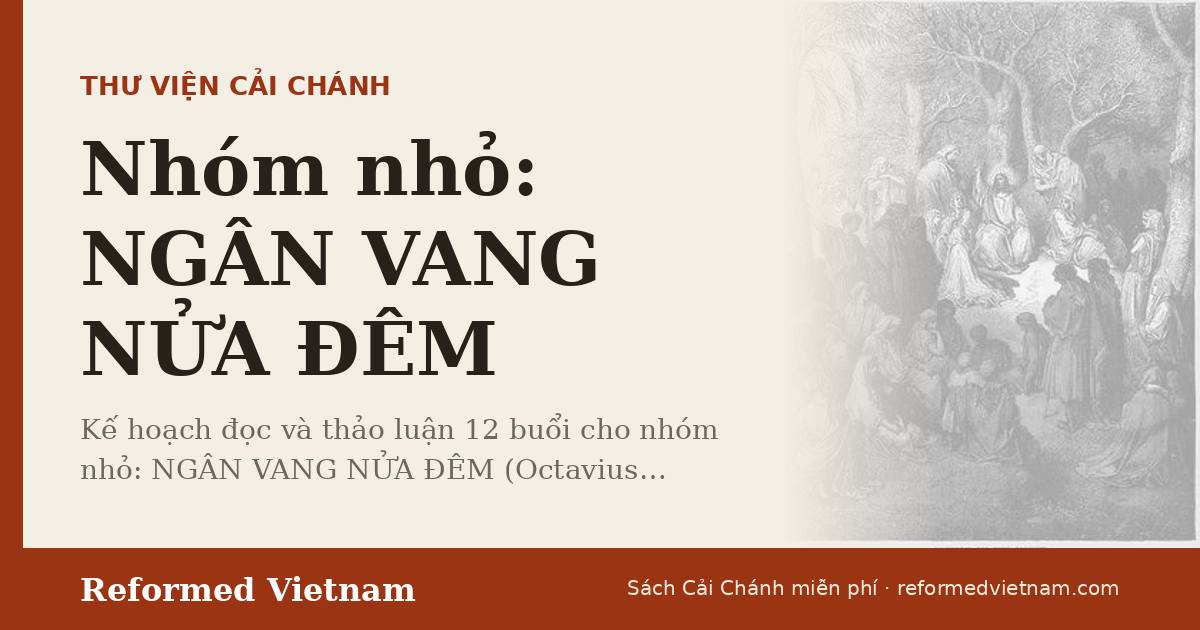 THƯ VIỆN CẢI CHÁNH
Nhóm nhỏ:
NGÂN VANG
NỬA ĐÊM
Kế hoạch đọc và thảo luận 12 buổi cho nhóm
nhỏ: NGÂN VANG NỬA ĐÊM (Octavius...
Reformed Vietnam
Sách Cải Chánh miễn phí · reformedvietnam.com